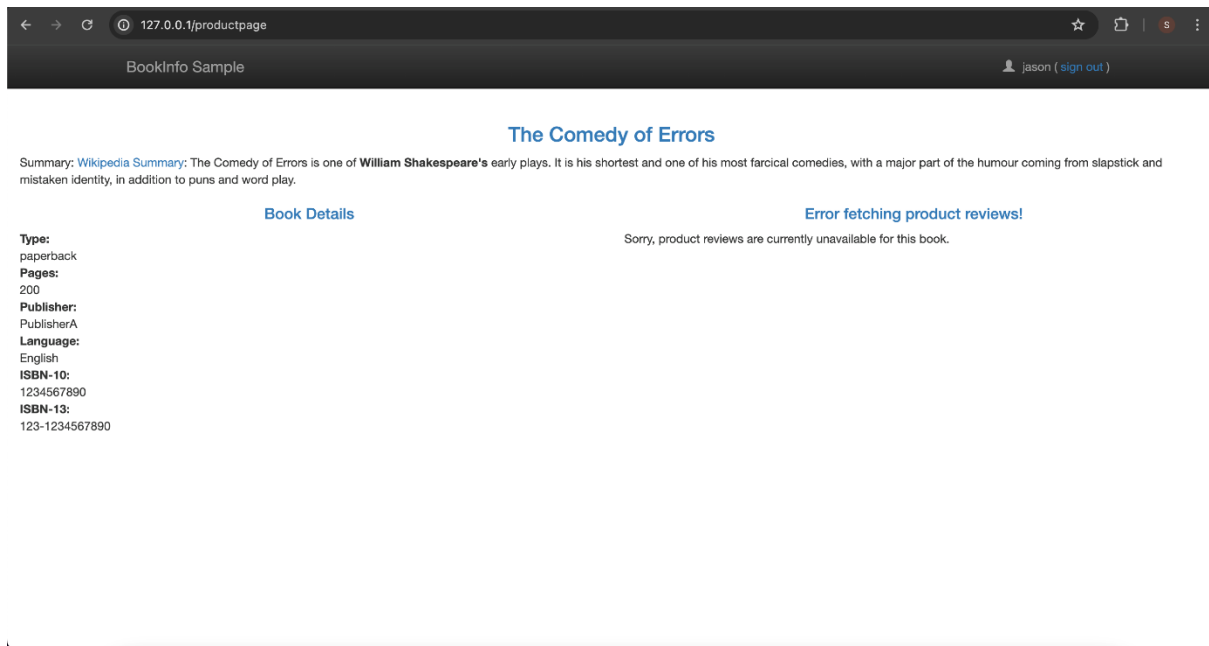 127.0.0.1/productpage
S
BookInfo Sample
jason ( sign out )
The Comedy of Errors
Summary: Wikipedia Summary: The Comedy of Errors is one of William Shakespeare's early plays. It is his shortest and one of his most farcical comedies, with a major part of the humour coming from slapstick and
mistaken identity, in addition to puns and word play.
Book Details
Type:
paperback
Pages:
200
Publisher:
PublisherA
Language:
English
ISBN-10:
1234567890
ISBN-13:
123-1234567890
Error fetching product reviews!
Sorry, product reviews are currently unavailable for this book.